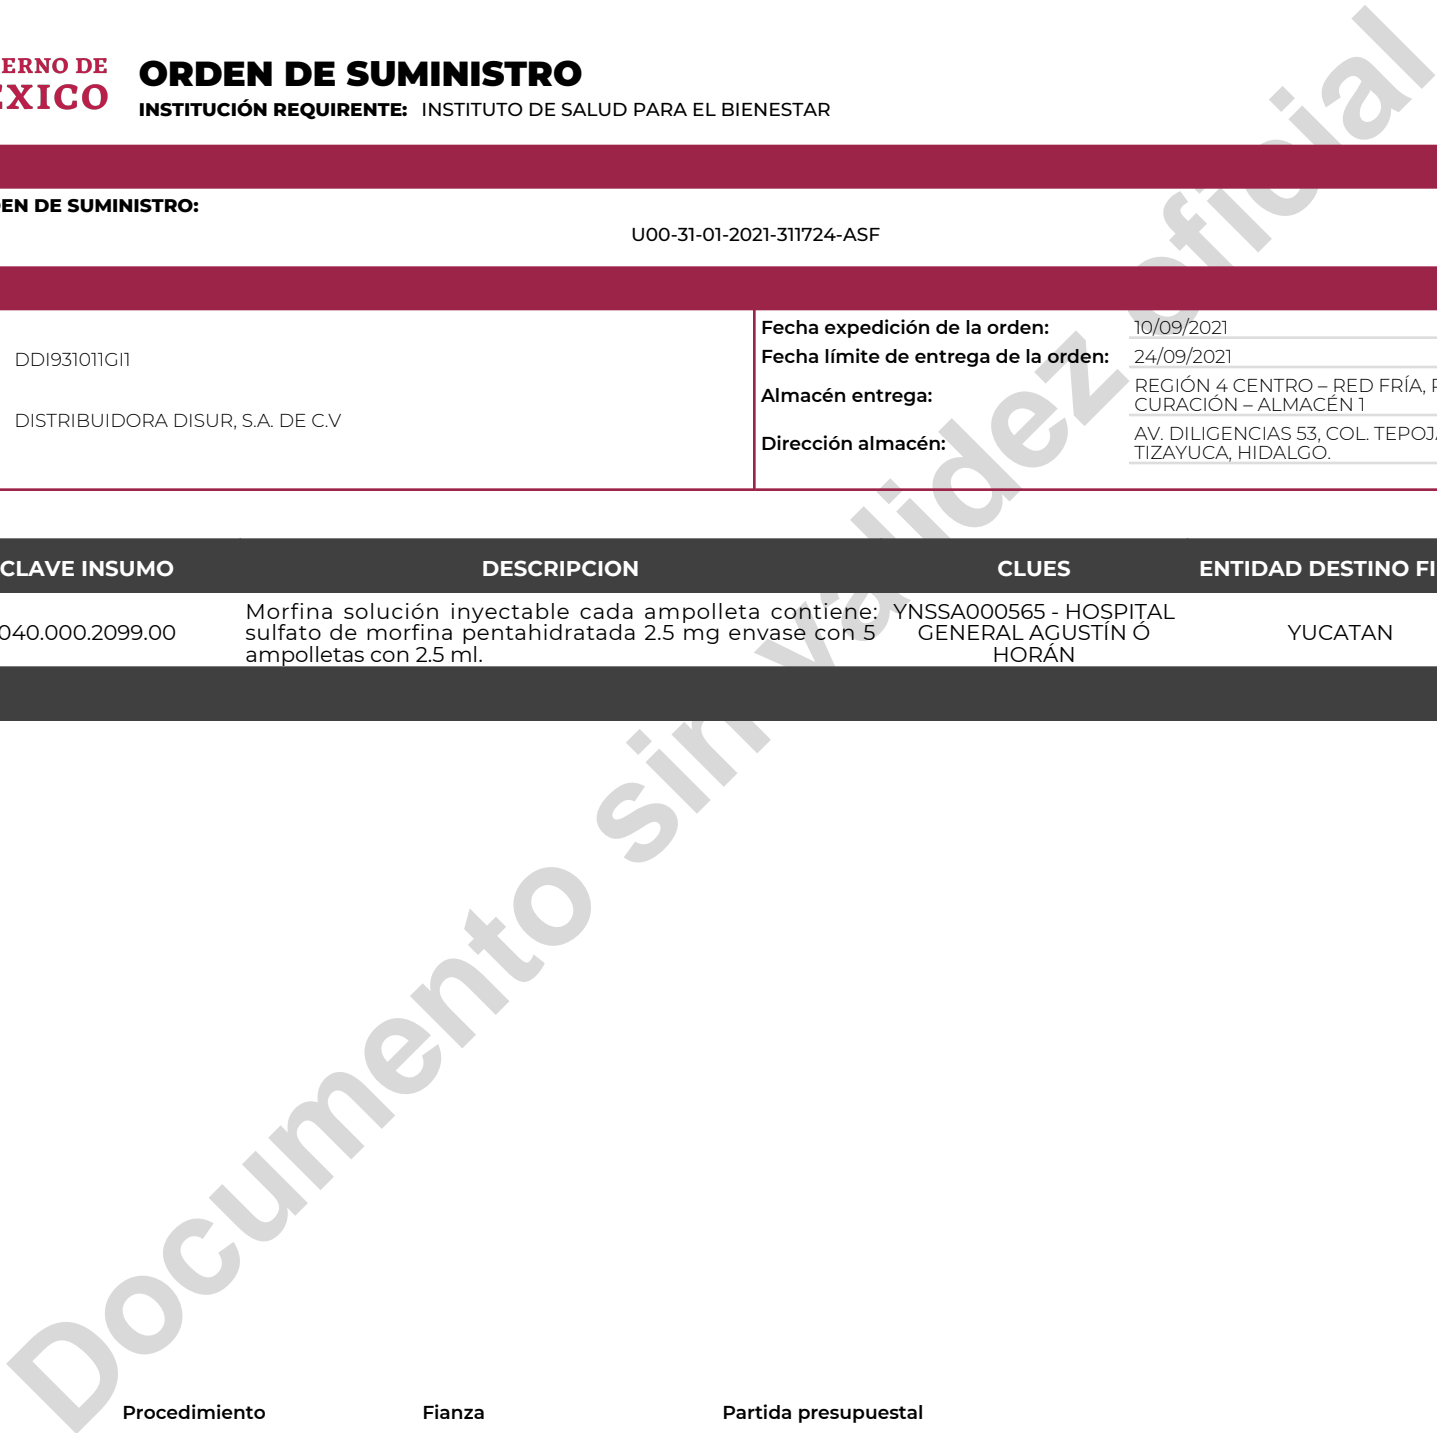 ERNO DE
EXICO
ORDEN DE SUMINISTRO
INSTITUCIÓN REQUIRENTE: INSTITUTO DE SALUD PARA EL BIENESTAR
EN DE SUMINISTRO:
U00-31-01-2021-311724-ASF
DDI931011GI1
DISTRIBUIDORA DISUR, S.A. DE C.V
Fecha expedición de la orden: 10/09/2021
Fecha límite de entrega de la orden: 24/09/2021
Almacén entrega:
REGIÓN 4 CENTRO – RED FRÍA,
CURACIÓN – ALMACÉN 1
Dirección almacén:
AV. DILIGENCIAS 53, COL. TEPOJA
TIZAYUCA, HIDALGO.
CLAVE INSUMO DESCRIPCION CLUES ENTIDAD DESTINO FI
040.000.2099.00
Morfina solución inyectable cada ampolleta contiene:
sulfato de morfina pentahidratada 2.5 mg envase con 5
ampolletas con 2.5 ml.
YNSSA000565 - HOSPITAL
GENERAL AGUSTÍN Ó
HORÁN
YUCATAN
Documento sin validez oficial
Procedimiento Fianza Partida presupuestal